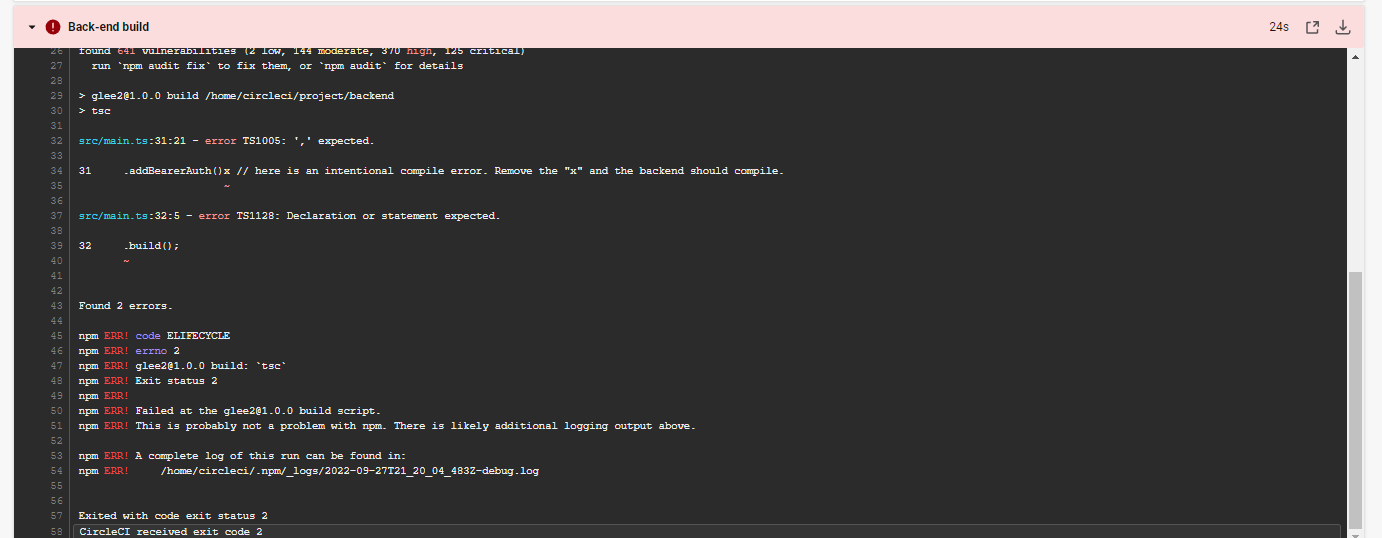 Back-end build
24s
26 found 641 vulnerabilities (2 low, 144 moderate, 370 high, 125 critical)
27 run `npm audit fix` to fix them, or `npm audit` for details
28
29 > glee2@1.0.0 build /home/circleci/project/backend
30 > tsc
31
32 src/main.ts:31:21 - error TS1005: ',' expected.
33
34 31     .addBearerAuth()x // here is an intentional compile error. Remove the "x" and the backend should compile.
35 ~
36
37 src/main.ts:32:5 - error TS1128: Declaration or statement expected.
38
39 32     .build();
40 ~
41
42
43 Found 2 errors.
44
45 npm ERR! code ELIFECYCLE
46 npm ERR! errno 2
47 npm ERR! glee2@1.0.0 build: `tsc`
48 npm ERR! Exit status 2
49 npm ERR!
50 npm ERR! Failed at the glee2@1.0.0 build script.
51 npm ERR! This is probably not a problem with npm. There is likely additional logging output above.
52
53 npm ERR! A complete log of this run can be found in:
54 npm ERR!     /home/circleci/.npm/_logs/2022-09-27T21_20_04_483Z-debug.log
55
56
57 Exited with code exit status 2
58 CircleCI received exit code 2